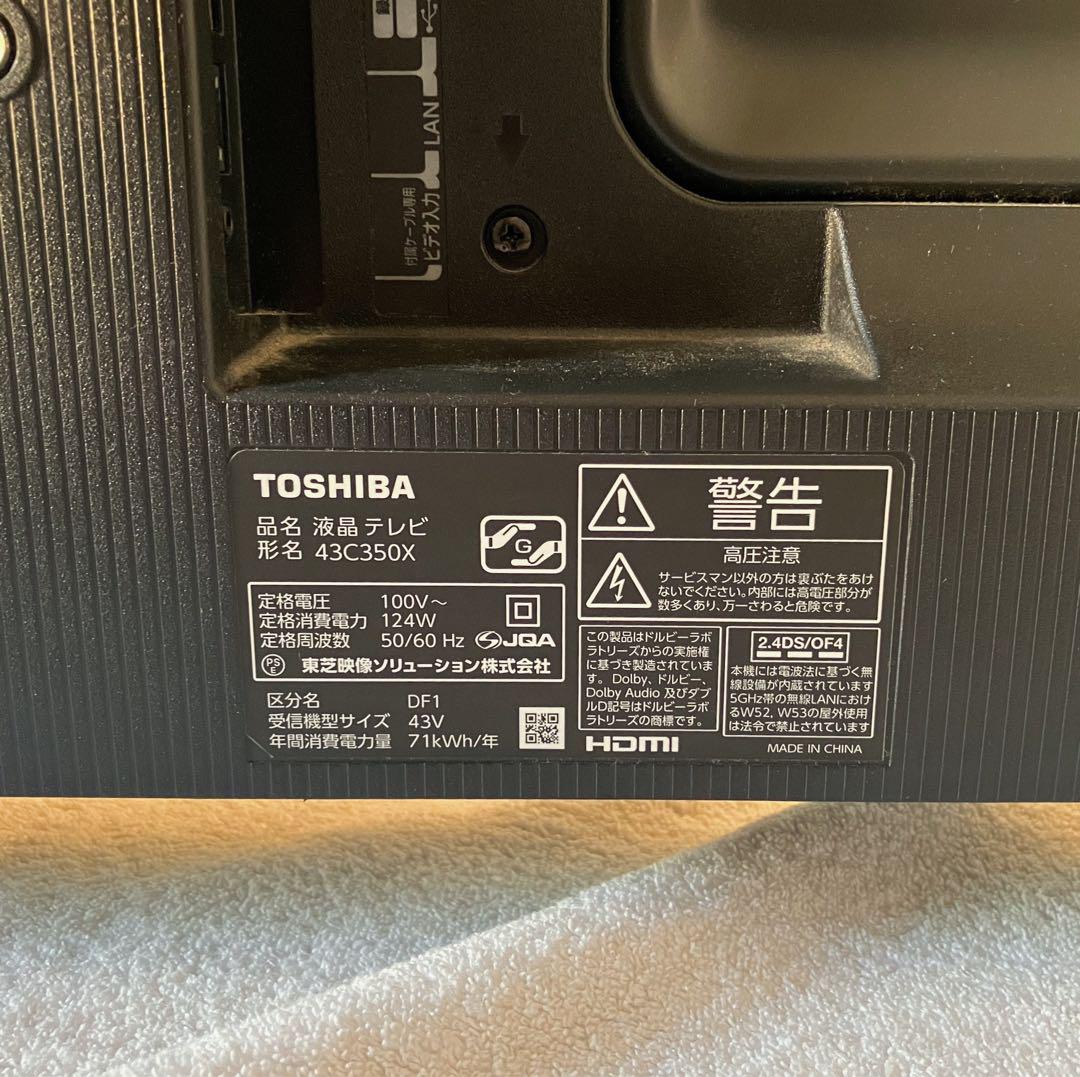 LAN
付属ケーブル専用
ビデオ入力
TOSHIBA
品名 液晶テレビ
形名 43C350X
G
定格電圧 100V～
定格消費電力 124W
定格周波数 50/60 Hz
JQA
PS
E
東芝映像ソリューション株式会社
区分名 DF1
受信機型サイズ 43V
年間消費電力量 71kWh/年
警告
高圧注意
サービスマン以外の方は裏ぶたをあけ
ないでください。内部には高電圧部分が
数多くあり、万一さわると危険です。
この製品はドルビーラボ
ラトリーズからの実施権
に基づき製造されていま
す。Dolby、ドルビー、
Dolby Audio 及びダブ
ルD記号はドルビーラボ
ラトリーズの商標です。
HDMI
2.4DS/OF4
本機には電波法に基づく無
線設備が内蔵されています
5GHz帯の無線LANにおけ
るW52, W53の屋外使用
は法令で禁止されています
MADE IN CHINA